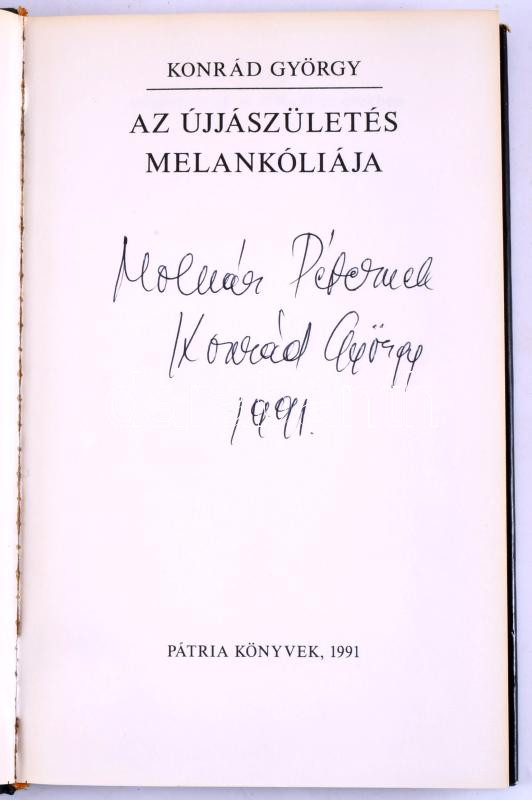 KONRÁD GYÖRGY
AZ ÚJJÁSZÜLETÉS
MELANKÓLIÁJA
Molnár Péternek
Konrád György
1991.
PÁTRIA KÖNYVEK, 1991